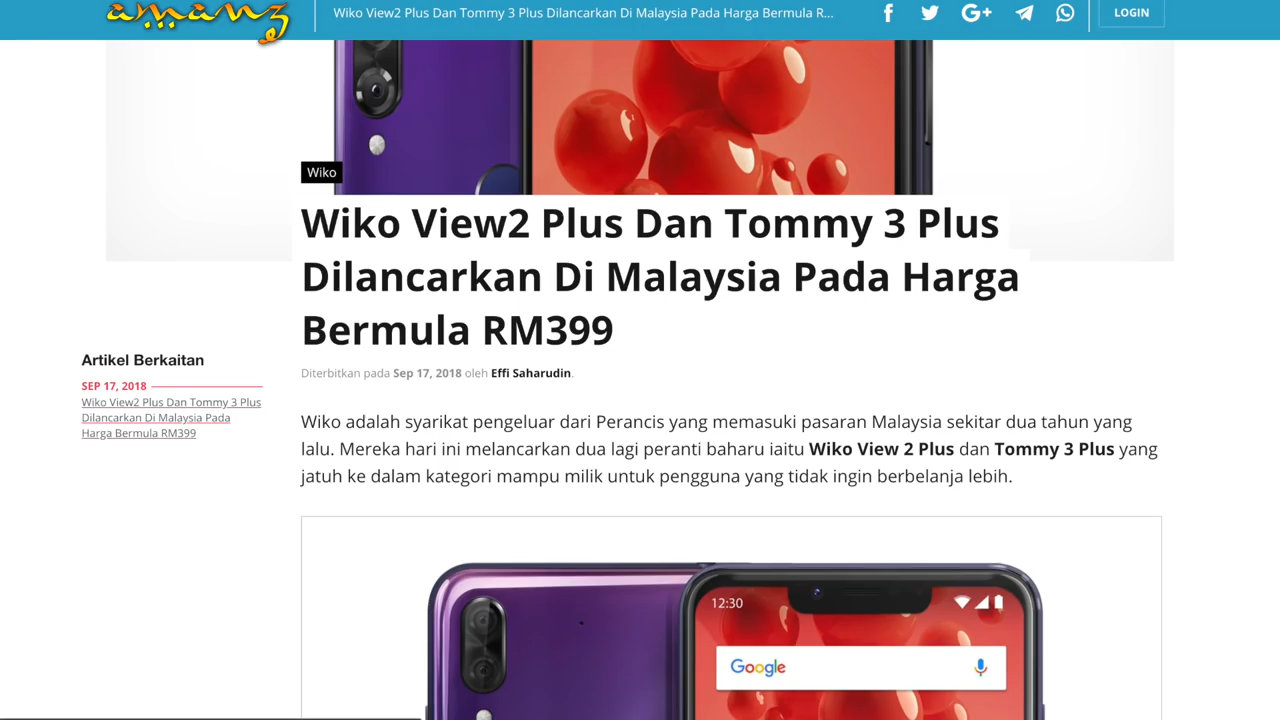 amanz
Wiko View2 Plus Dan Tommy 3 Plus Dilancarkan Di Malaysia Pada Harga Bermula R...
LOGIN
Wiko
Wiko View2 Plus Dan Tommy 3 Plus
Dilancarkan Di Malaysia Pada Harga
Bermula RM399
Diterbitkan pada Sep 17, 2018 oleh Effi Saharudin.
Artikel Berkaitan
SEP 17, 2018
Wiko View2 Plus Dan Tommy 3 Plus
Dilancarkan Di Malaysia Pada
Harga Bermula RM399
Wiko adalah syarikat pengeluar dari Perancis yang memasuki pasaran Malaysia sekitar dua tahun yang
lalu. Mereka hari ini melancarkan dua lagi peranti baharu iaitu Wiko View 2 Plus dan Tommy 3 Plus yang
jatuh ke dalam kategori mampu milik untuk pengguna yang tidak ingin berbelanja lebih.
12:30
Google